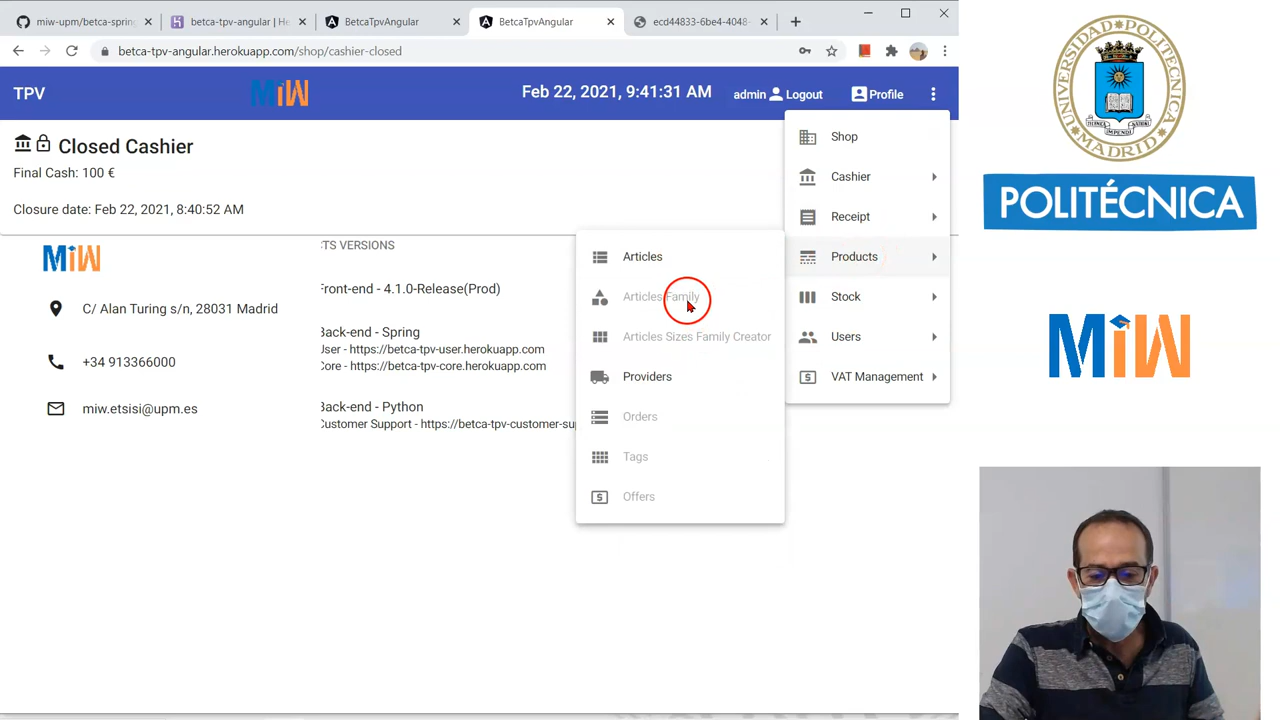 miw-upm/betca-sprin
betca-tpv-angular | He
BetcaTpvAngular
BetcaTpvAngular
ecd44833-6be4-4048-
betca-tpv-angular.herokuapp.com/shop/cashier-closed
TPV
MiW
Feb 22, 2021, 9:41:31 AM
admin
Logout
Profile
Closed Cashier
Final Cash: 100 €
Closure date: Feb 22, 2021, 8:40:52 AM
MiW
C/ Alan Turing s/n, 28031 Madrid
+34 913366000
miw.etsisi@upm.es
CTS VERSIONS
Front-end - 4.1.0-Release(Prod)
Back-end - Spring
User - https://betca-tpv-user.herokuapp.com
Core - https://betca-tpv-core.herokuapp.com
Back-end - Python
Customer Support - https://betca-tpv-customer-sup
Articles
Articles Family
Articles Sizes Family Creator
Providers
Orders
Tags
Offers
Shop
Cashier
Receipt
Products
Stock
Users
VAT Management
UNIVERSIDAD POLITÉCNICA
MADRID
POLITÉCNICA
MiW